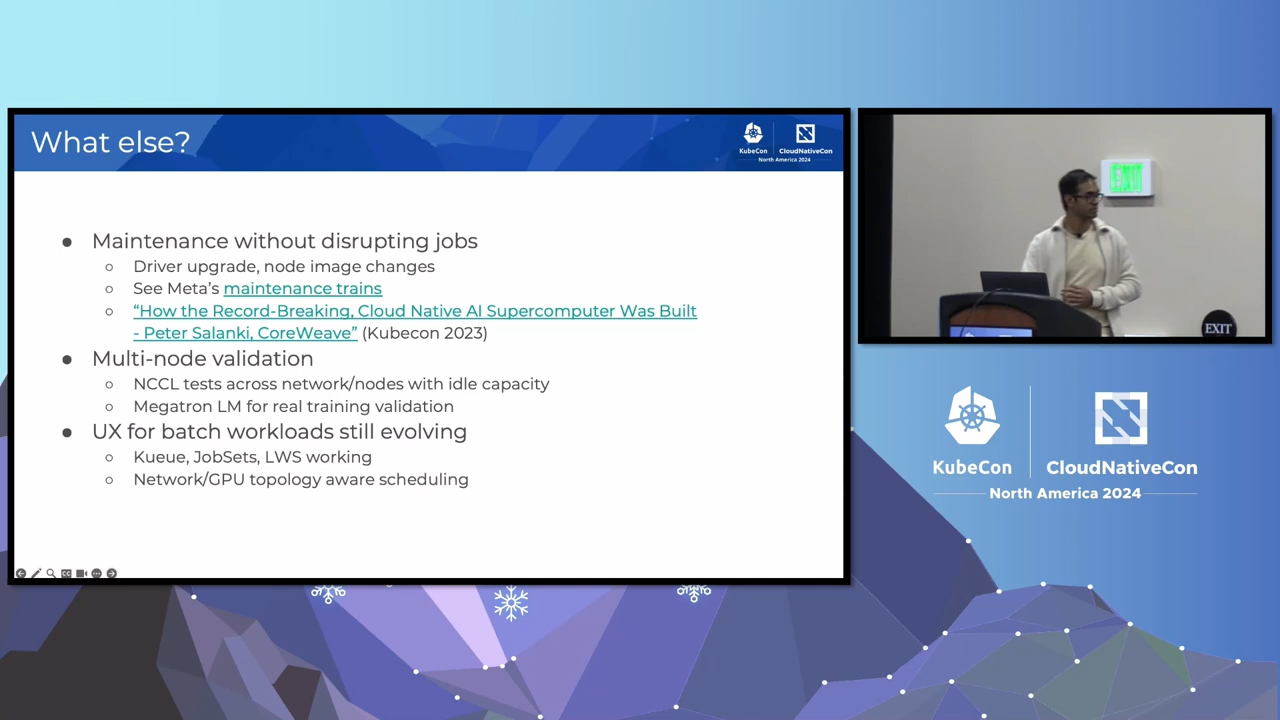 What else?
KubeCon
CloudNativeCon
North America 2024
● Maintenance without disrupting jobs
○ Driver upgrade, node image changes
○ See Meta's maintenance trains
○ “How the Record-Breaking, Cloud Native AI Supercomputer Was Built
- Peter Salanki, CoreWeave” (Kubecon 2023)
● Multi-node validation
○ NCCL tests across network/nodes with idle capacity
○ Megatron LM for real training validation
● UX for batch workloads still evolving
○ Kueue, JobSets, LWS working
○ Network/GPU topology aware scheduling
EXIT
EXIT
KubeCon
CloudNativeCon
North America 2024